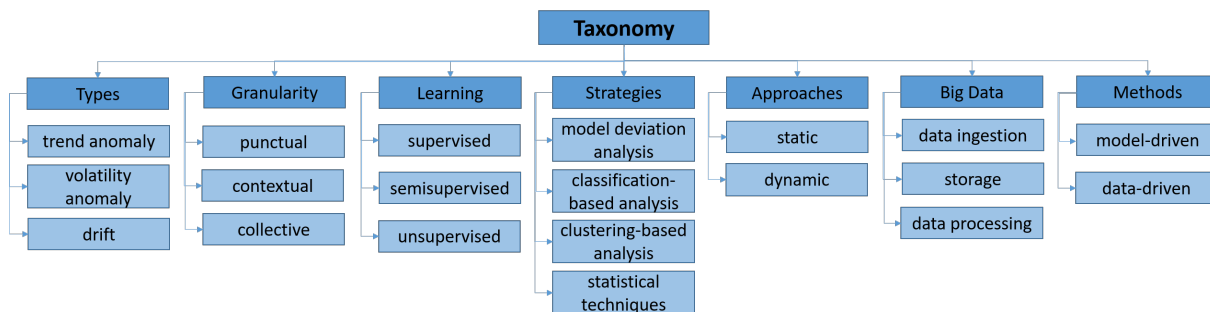 Taxonomy
Types
trend anomaly
volatility
anomaly
drift
Granularity
punctual
contextual
collective
Learning
supervised
semisupervised
unsupervised
Strategies
model deviation
analysis
classification-
based analysis
clustering-based
analysis
statistical
techniques
Approaches
static
dynamic
Big Data
data ingestion
storage
data processing
Methods
model-driven
data-driven